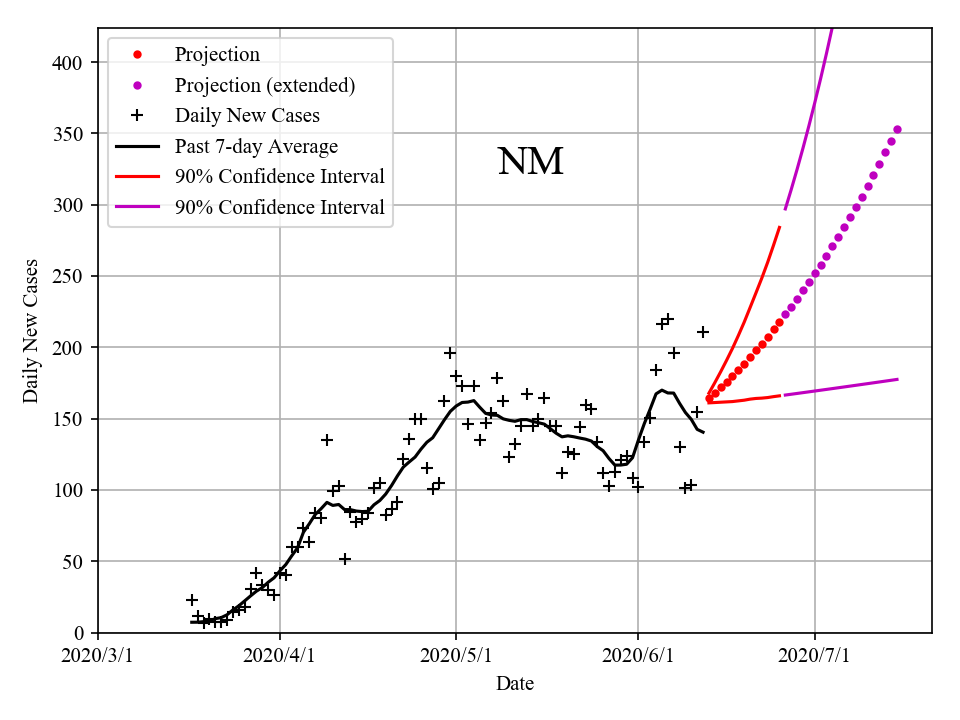 400
350
300
250
200
150
100
50
0
Daily New Cases
Projection
Projection (extended)
Daily New Cases
Past 7-day Average
90% Confidence Interval
90% Confidence Interval
NM
2020/3/1 2020/4/1 2020/5/1 2020/6/1 2020/7/1
Date